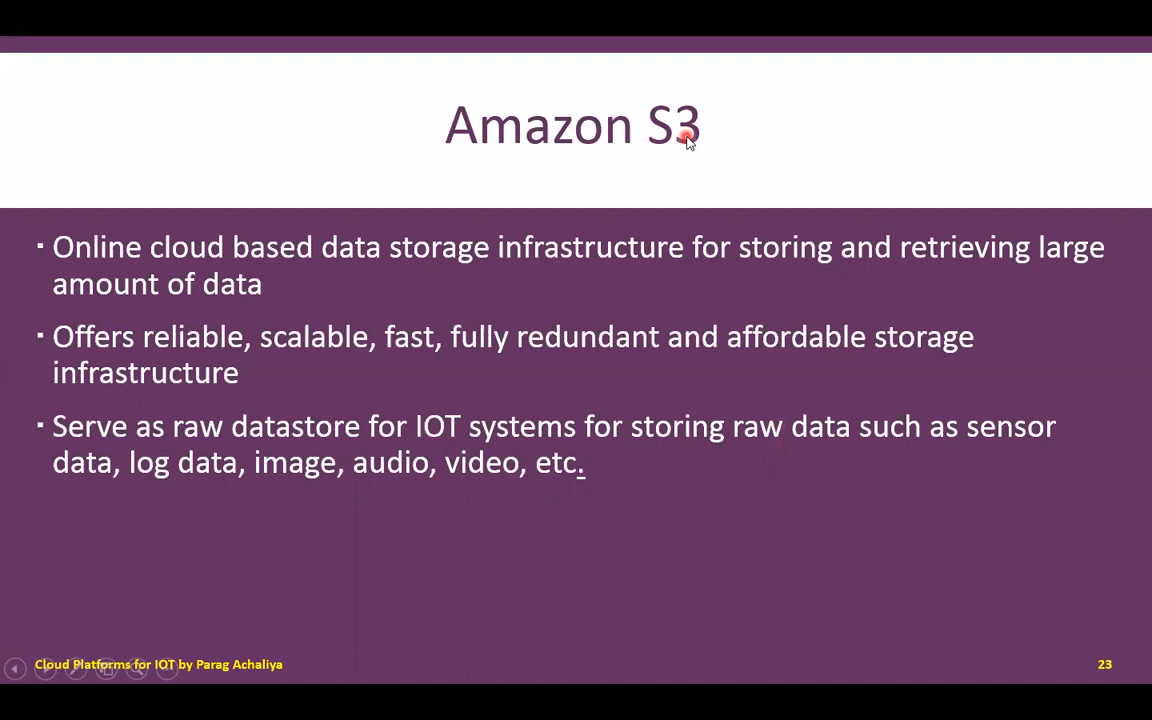 Amazon S3
▪ Online cloud based data storage infrastructure for storing and retrieving large
amount of data
▪ Offers reliable, scalable, fast, fully redundant and affordable storage
infrastructure
▪ Serve as raw datastore for IOT systems for storing raw data such as sensor
data, log data, image, audio, video, etc.
Cloud Platforms for IOT by Parag Achaliya
23